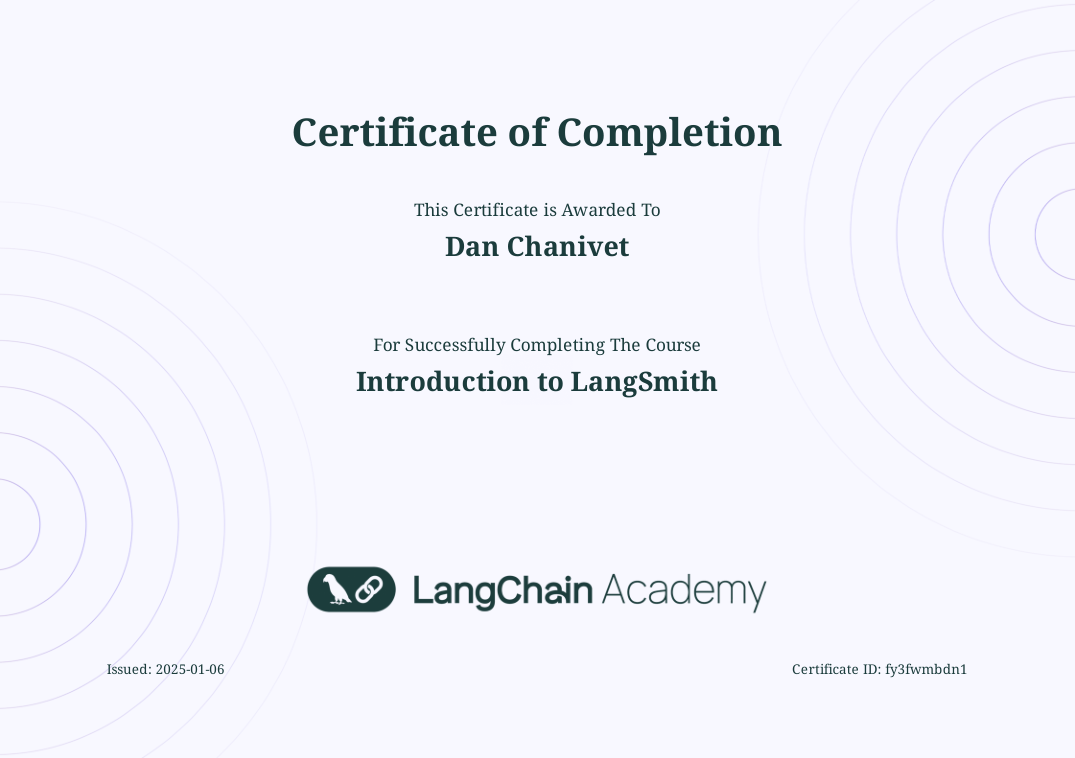 Certificate of Completion
This Certificate is Awarded To
Dan Chanivet
For Successfully Completing The Course
Introduction to LangSmith
LangChain Academy
Issued: 2025-01-06
Certificate ID: fy3fwmbdn1